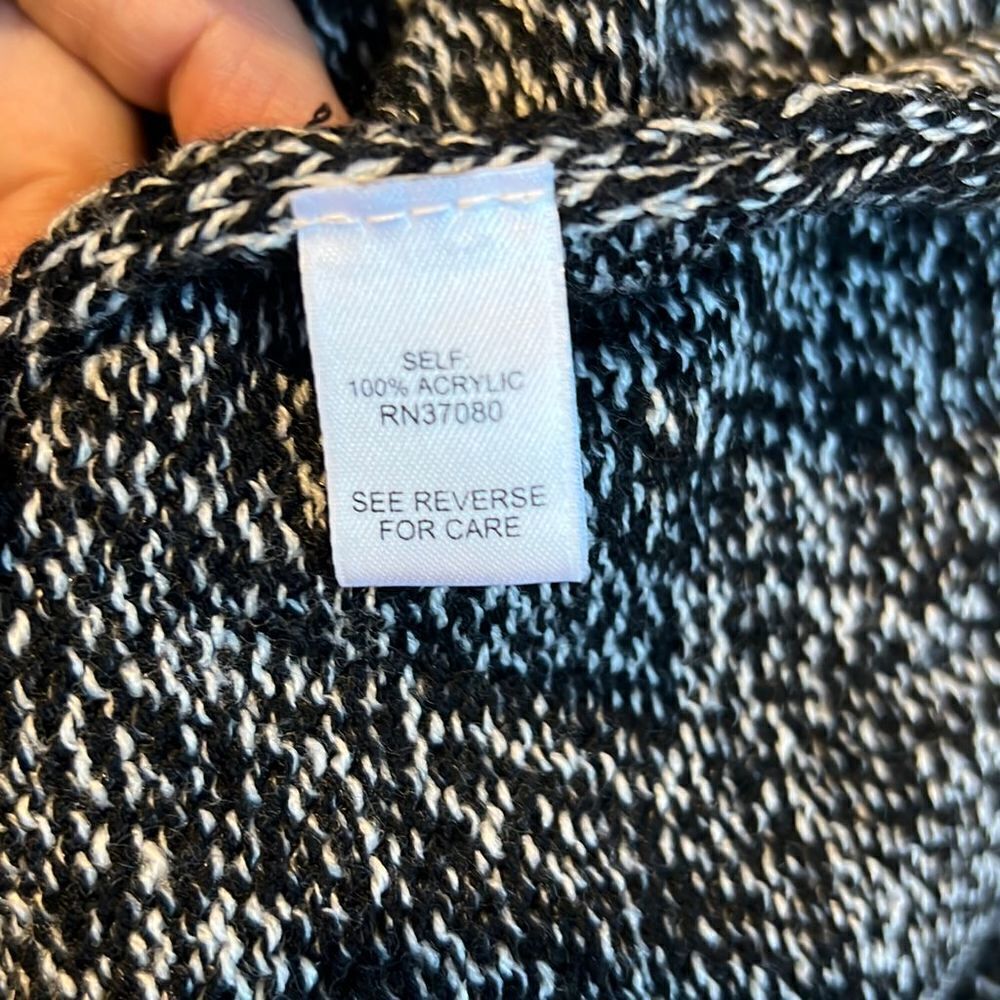 SELF:
100% ACRYLIC
RN37080
SEE REVERSE
FOR CARE